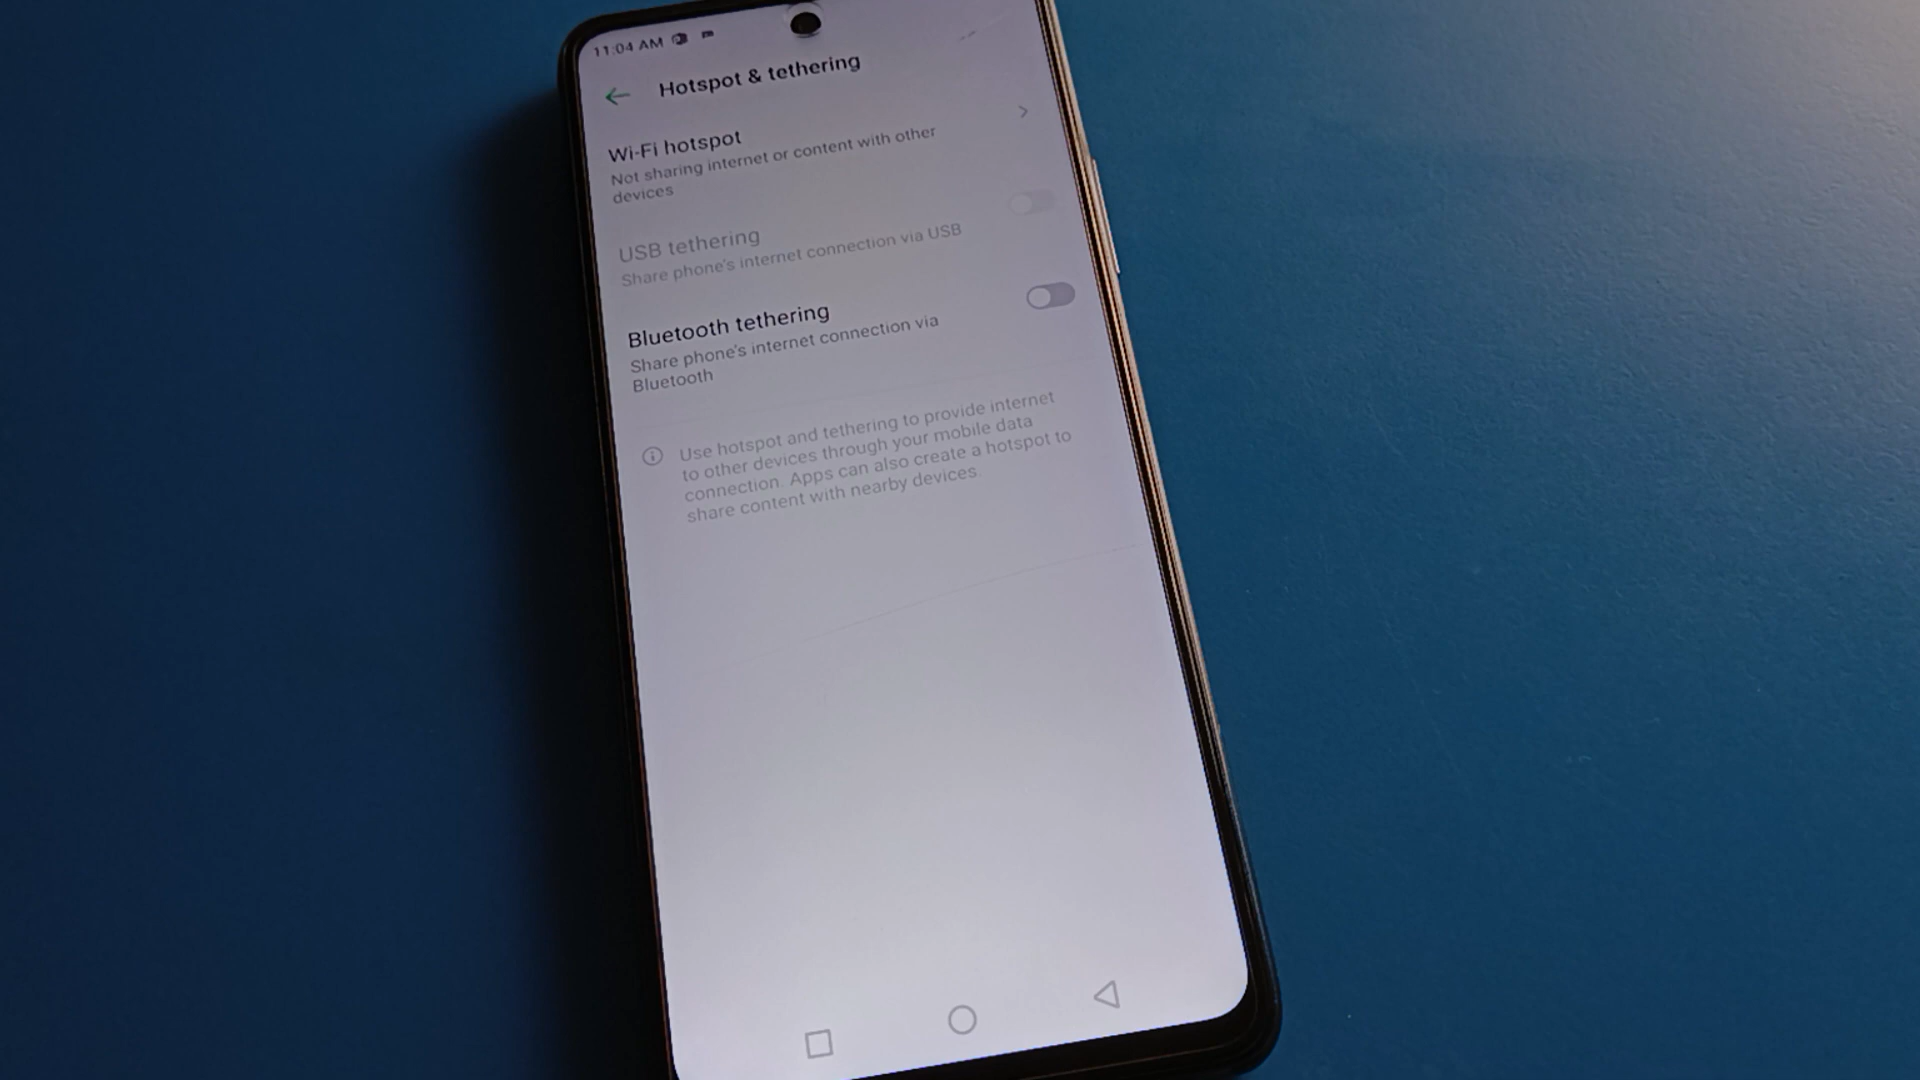 11:04 AM
Hotspot & tethering
Wi-Fi hotspot
Not sharing internet or content with other
devices
USB tethering
Share phone's internet connection via USB
Bluetooth tethering
Share phone's internet connection via
Bluetooth
Use hotspot and tethering to provide internet
to other devices through your mobile data
connection. Apps can also create a hotspot to
share content with nearby devices.